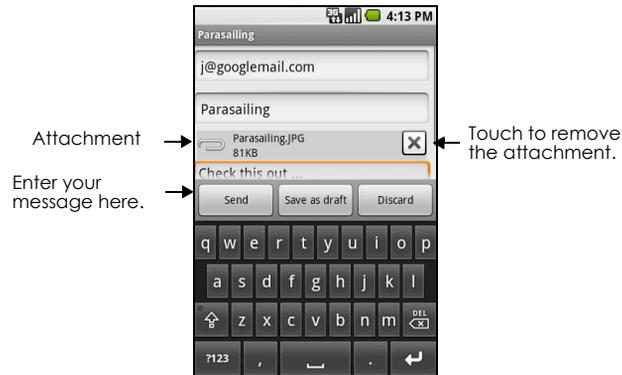 3G 4:13 PM
Parasailing
j@googlemail.com
Parasailing
Attachment
Parasailing.JPG
81KB
Touch to remove
the attachment.
Check this out ...
Enter your
message here.
Send Save as draft Discard
q w e r t y u i o p
a s d f g h j k l
z x c v b n m DEL
?123 , .